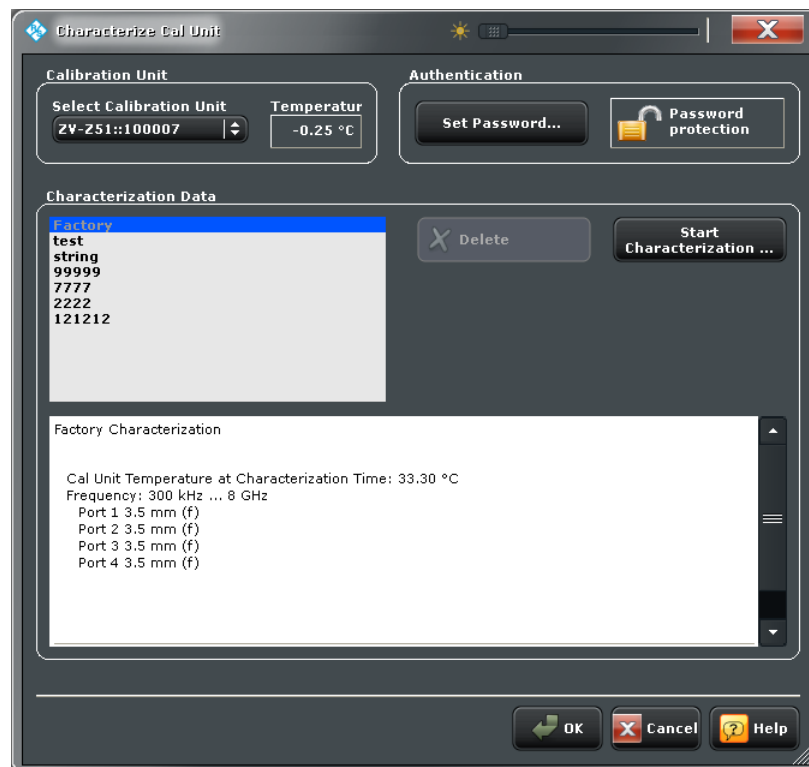 Characterize Cal Unit
Calibration Unit
Authentication
Select Calibration Unit
Temperatur
ZV-Z51::100007
-0.25 °C
Set Password...
Password
protection
Characterization Data
Factory
test
string
99999
7777
2222
121212
Delete
Start
Characterization ...
Factory Characterization
Cal Unit Temperature at Characterization Time: 33.30 °C
Frequency: 300 kHz ... 8 GHz
Port 1 3.5 mm (f)
Port 2 3.5 mm (f)
Port 3 3.5 mm (f)
Port 4 3.5 mm (f)
OK
Cancel
Help